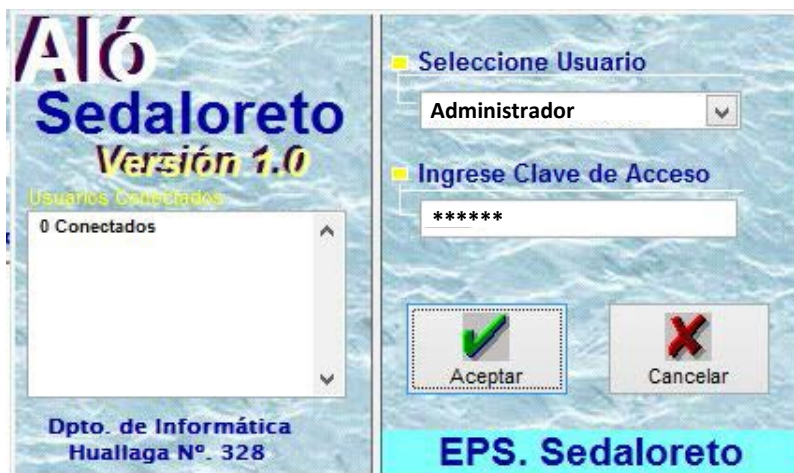 Aló
Sedaloreto
Versión 1.0
Usuarios Conectados
0 Conectados
Dpto. de Informática
Huallaga Nº. 328
Seleccione Usuario
Administrador
Ingrese Clave de Acceso
******
Aceptar
Cancelar
EPS. Sedaloreto